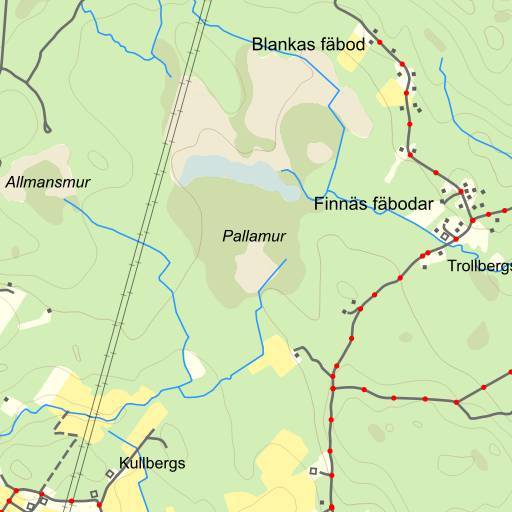 Blankas fäbod
Allmansmur
Finnäs fäbodar
Pallamur
Trollbergs
Kullbergs